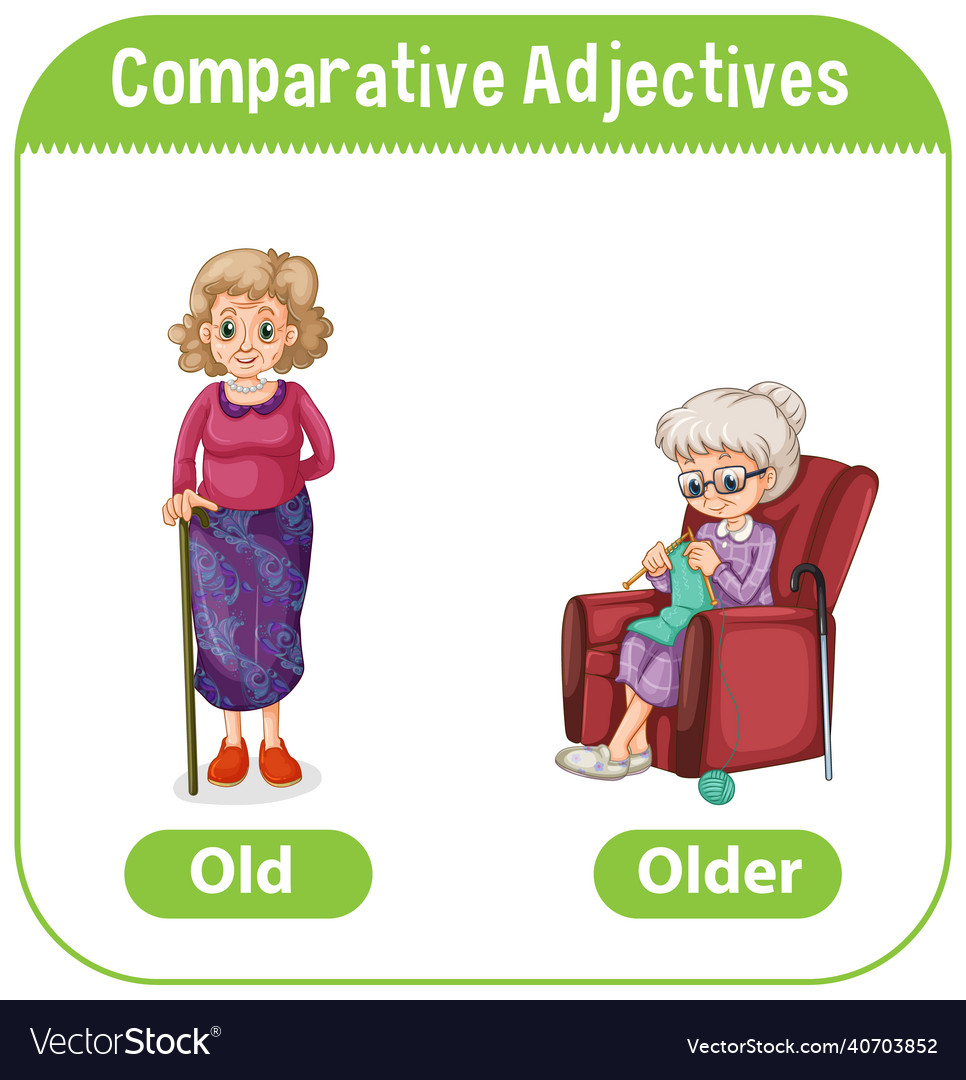 Comparative Adjectives
Old
Older
VectorStock®
VectorStock.com/40703852